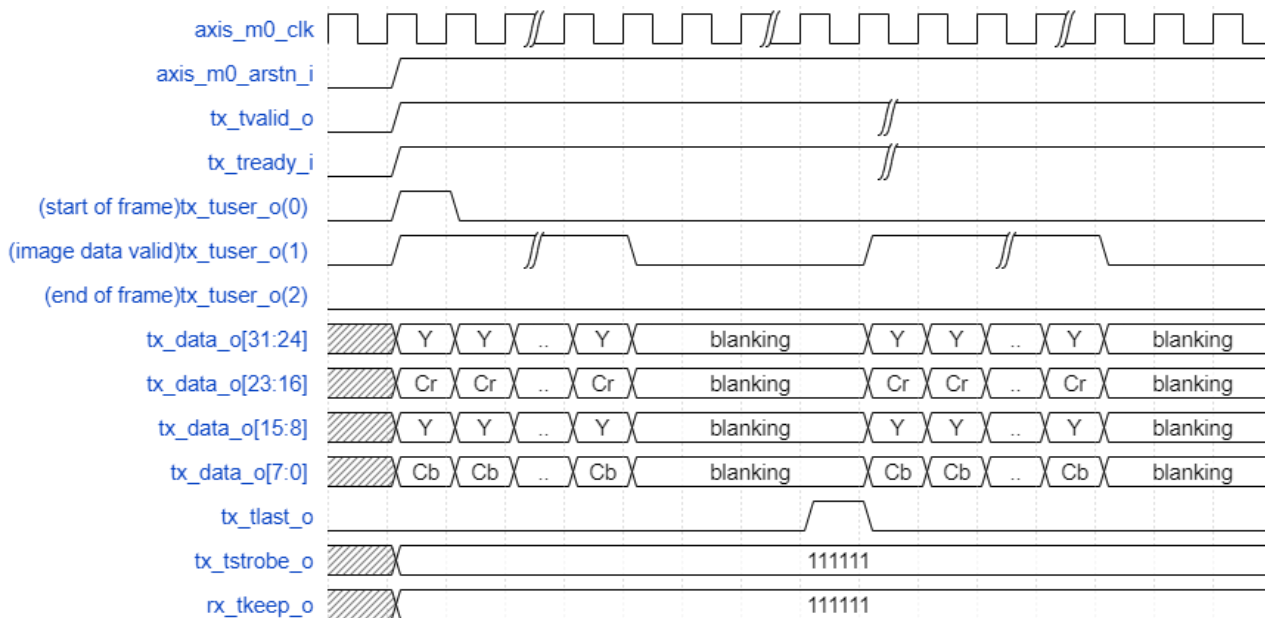 axis_m0_clk
axis_m0_arstn_i
tx_tvalid_o
tx_tready_i
(start of frame)tx_tuser_o(0)
(image data valid)tx_tuser_o(1)
(end of frame)tx_tuser_o(2)
tx_data_o[31:24] Y Y .. Y blanking Y Y .. Y blanking
tx_data_o[23:16] Cr Cr .. Cr blanking Cr Cr .. Cr blanking
tx_data_o[15:8] Y Y .. Y blanking Y Y .. Y blanking
tx_data_o[7:0] Cb Cb .. Cb blanking Cb Cb .. Cb blanking
tx_tlast_o
tx_tstrobe_o 111111
rx_tkeep_o 111111